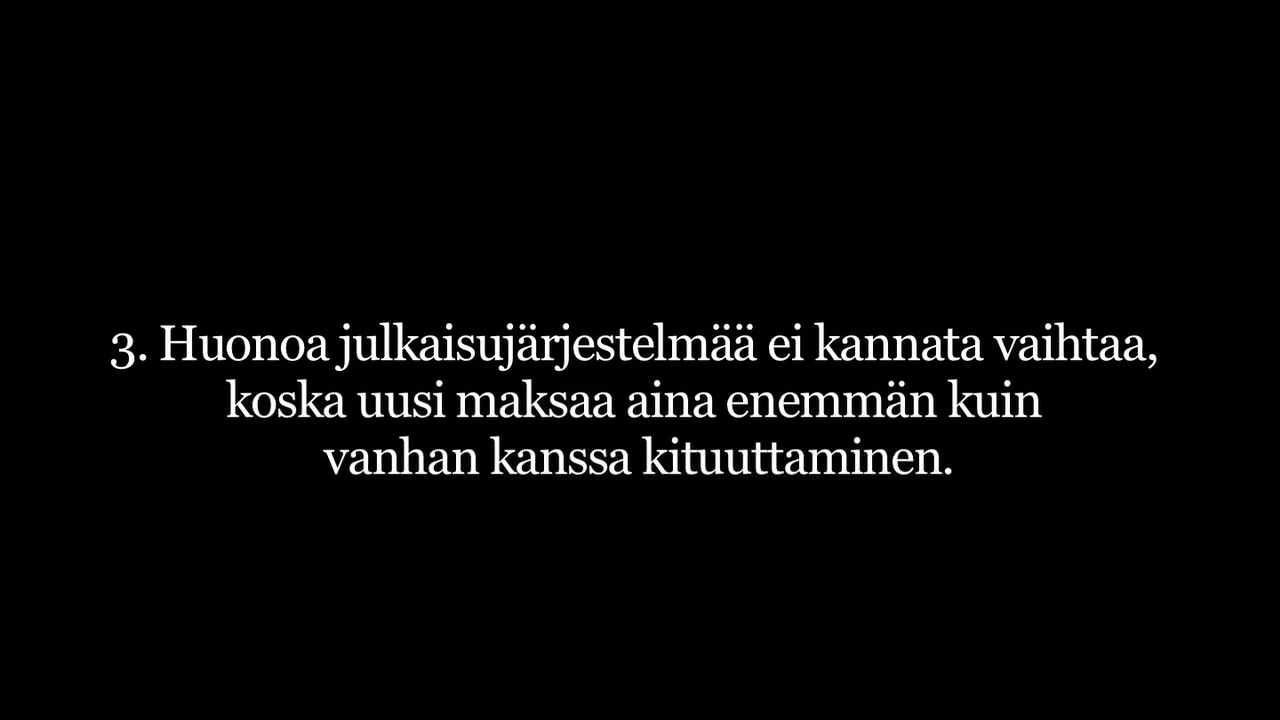 3. Huonoa julkaisujärjestelmää ei kannata vaihtaa,
koska uusi maksaa aina enemmän kuin
vanhan kanssa kituuttaminen.